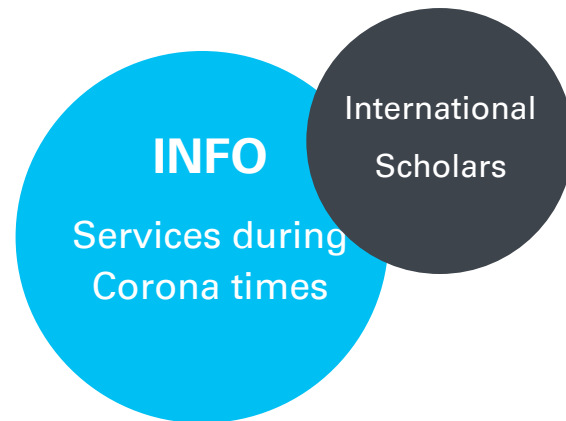 INFO
Services during
Corona times
International
Scholars